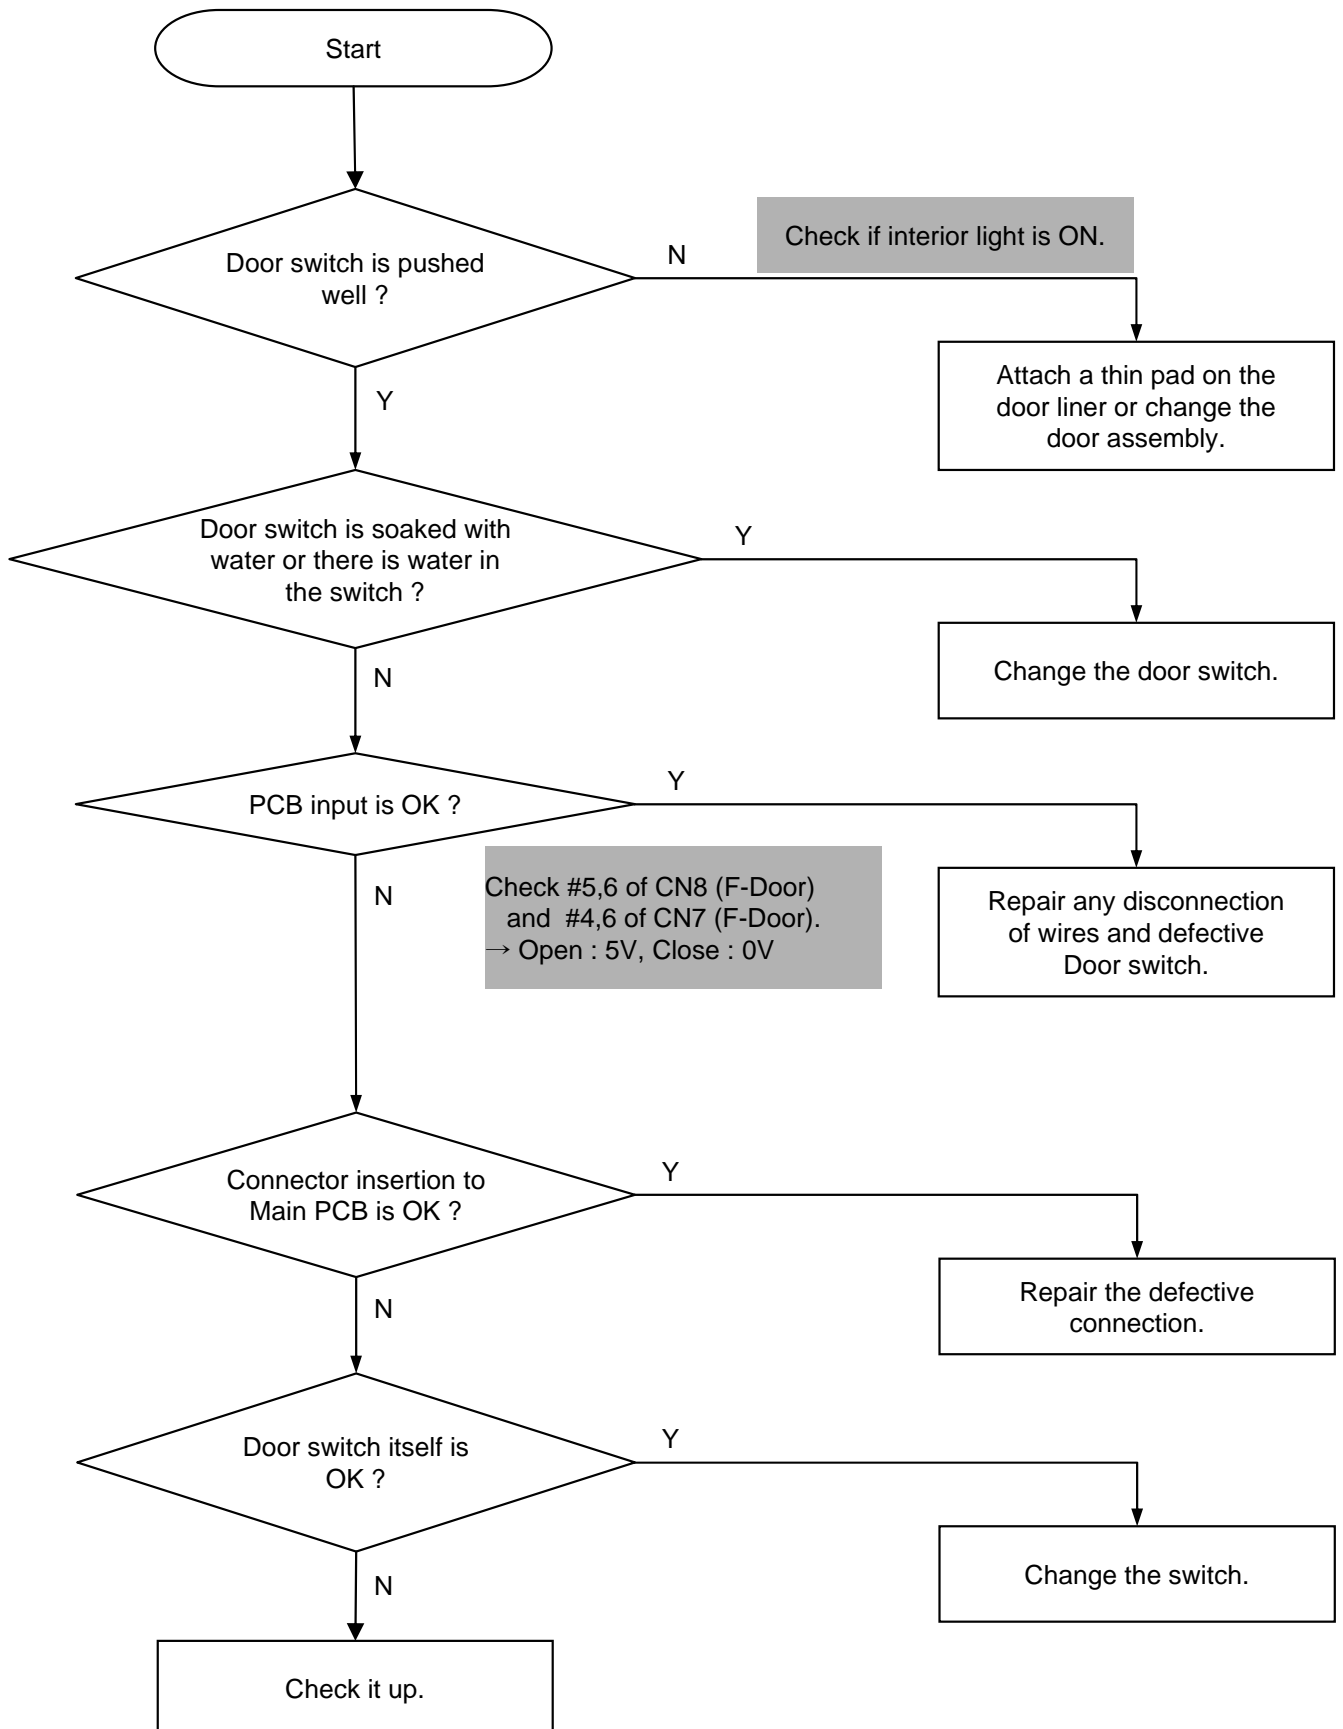 Start
Door switch is pushed
well ?
N
Check if interior light is ON.
Attach a thin pad on the
door liner or change the
door assembly.
Y
Door switch is soaked with
water or there is water in
the switch ?
Y
Change the door switch.
N
PCB input is OK ?
Y
Repair any disconnection
of wires and defective
Door switch.
N
Check #5,6 of CN8 (F-Door)
and #4,6 of CN7 (F-Door).
→ Open : 5V, Close : 0V
Connector insertion to
Main PCB is OK ?
Y
Repair the defective
connection.
N
Door switch itself is
OK ?
Y
Change the switch.
N
Check it up.